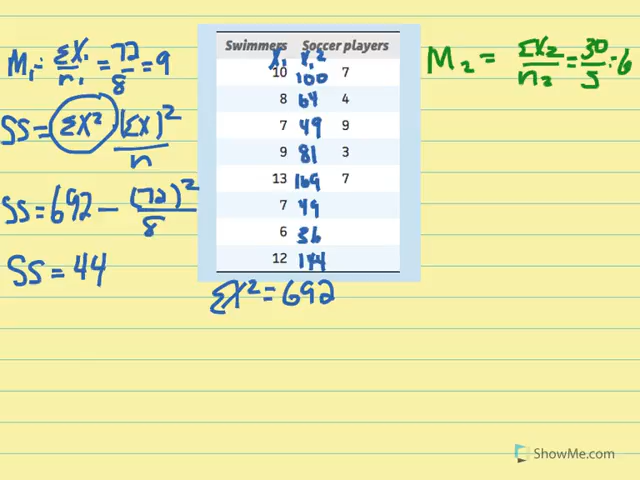 M₁ = ΣX₁/n₁ = 72/8 = 9
SS = ΣX² (ΣX)²/n
SS = 692 - (72)²/8
SS = 44
Swimmers Soccer players
X₁ X₁²
10 100 7
8 64 4
7 49 9
9 81 3
13 169 7
7 49
6 36
12 144
ΣX² = 692
M₂ = ΣX₂/n₂ = 30/5 = 6
ShowMe.com